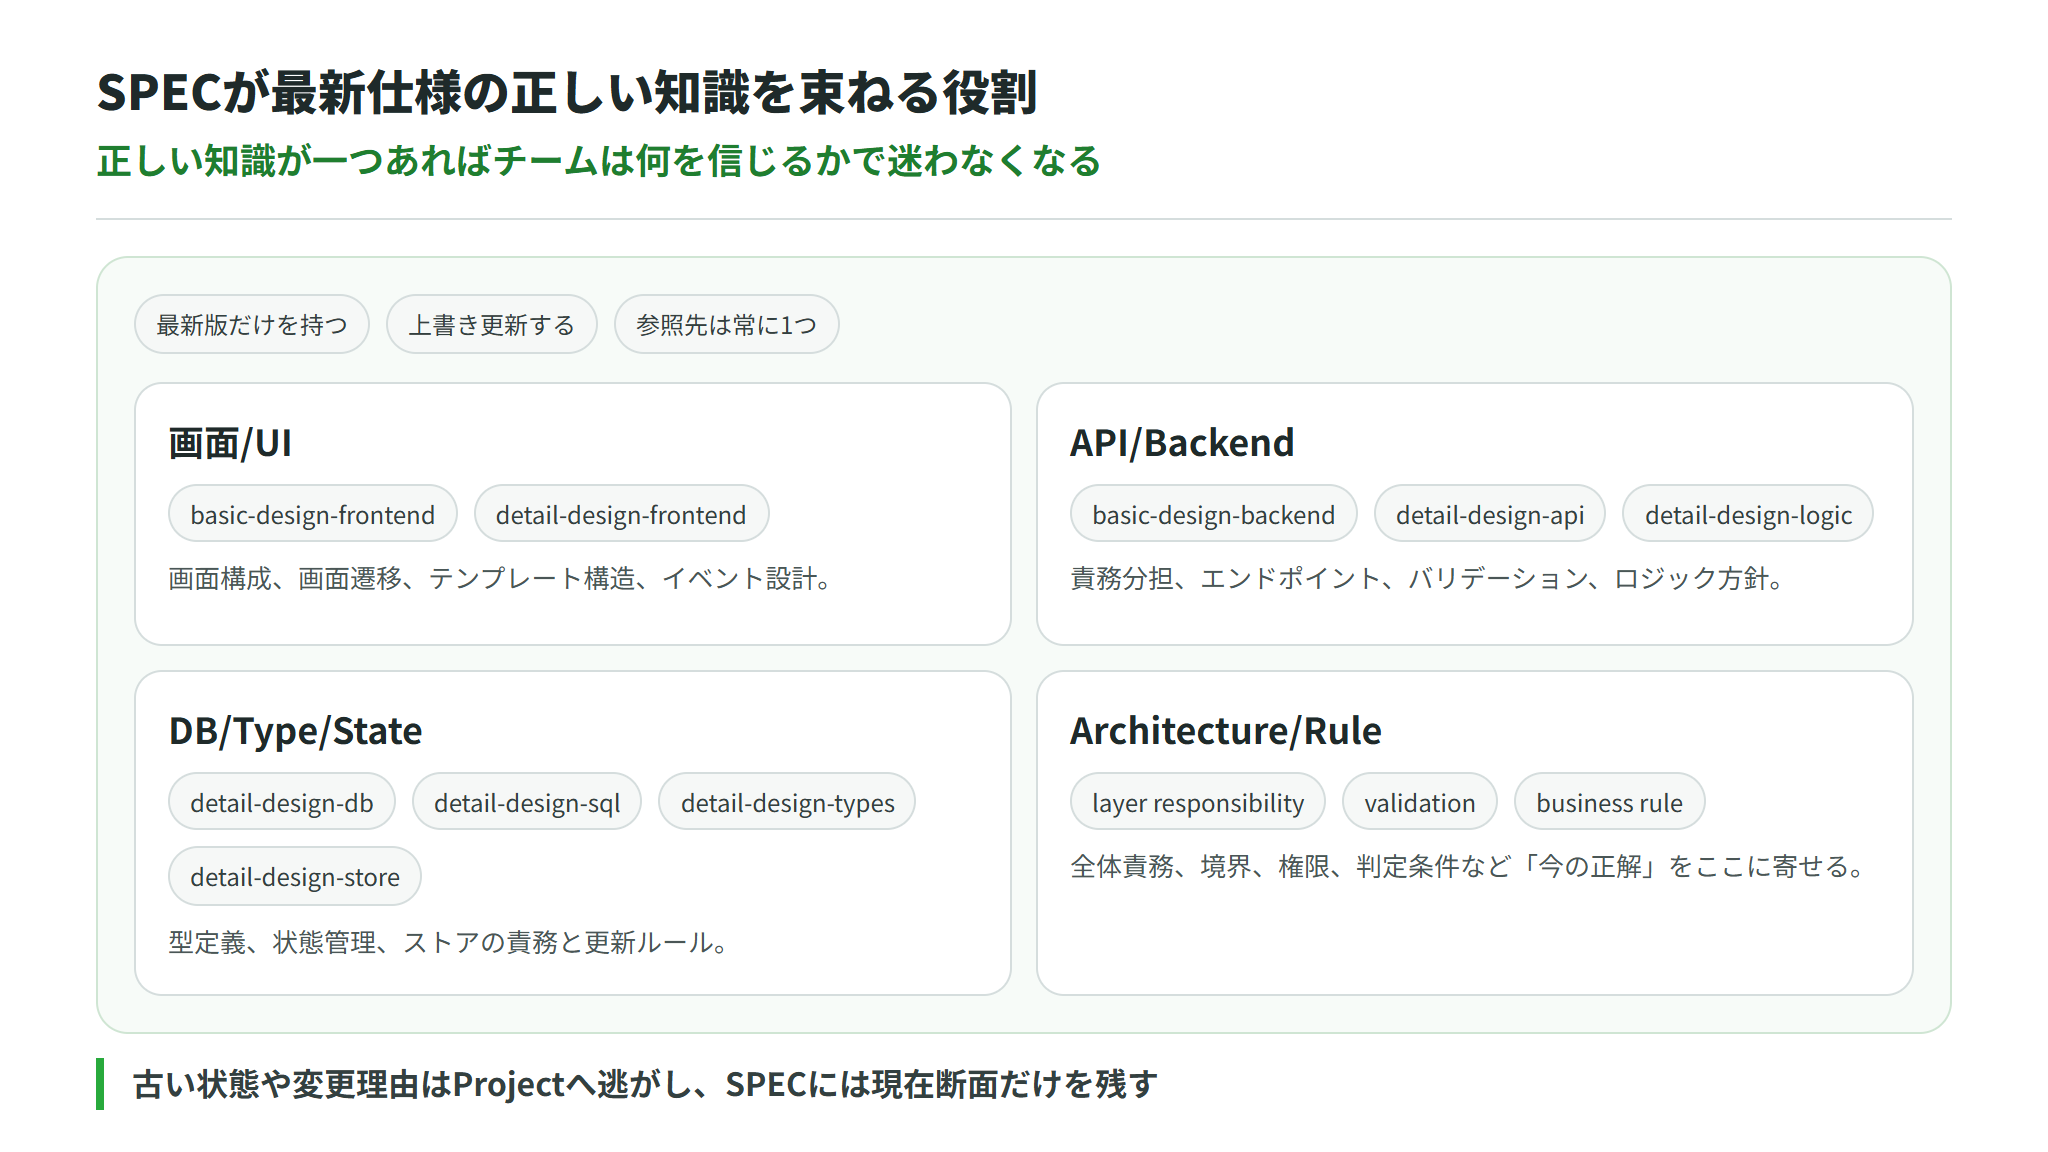 SPECが最新仕様の正しい知識を束ねる役割
正しい知識が一つあればチームは何を信じるかで迷わなくなる
最新版だけを持つ
上書き更新する
参照先は常に1つ
画面/UI
basic-design-frontend
detail-design-frontend
画面構成、画面遷移、テンプレート構造、イベント設計。
API/Backend
basic-design-backend
detail-design-api
detail-design-logic
責務分担、エンドポイント、バリデーション、ロジック方針。
DB/Type/State
detail-design-db
detail-design-sql
detail-design-types
detail-design-store
型定義、状態管理、ストアの責務と更新ルール。
Architecture/Rule
layer responsibility
validation
business rule
全体責務、境界、権限、判定条件など「今の正解」をここに寄せる。
古い状態や変更理由はProjectへ逃がし、SPECには現在断面だけを残す